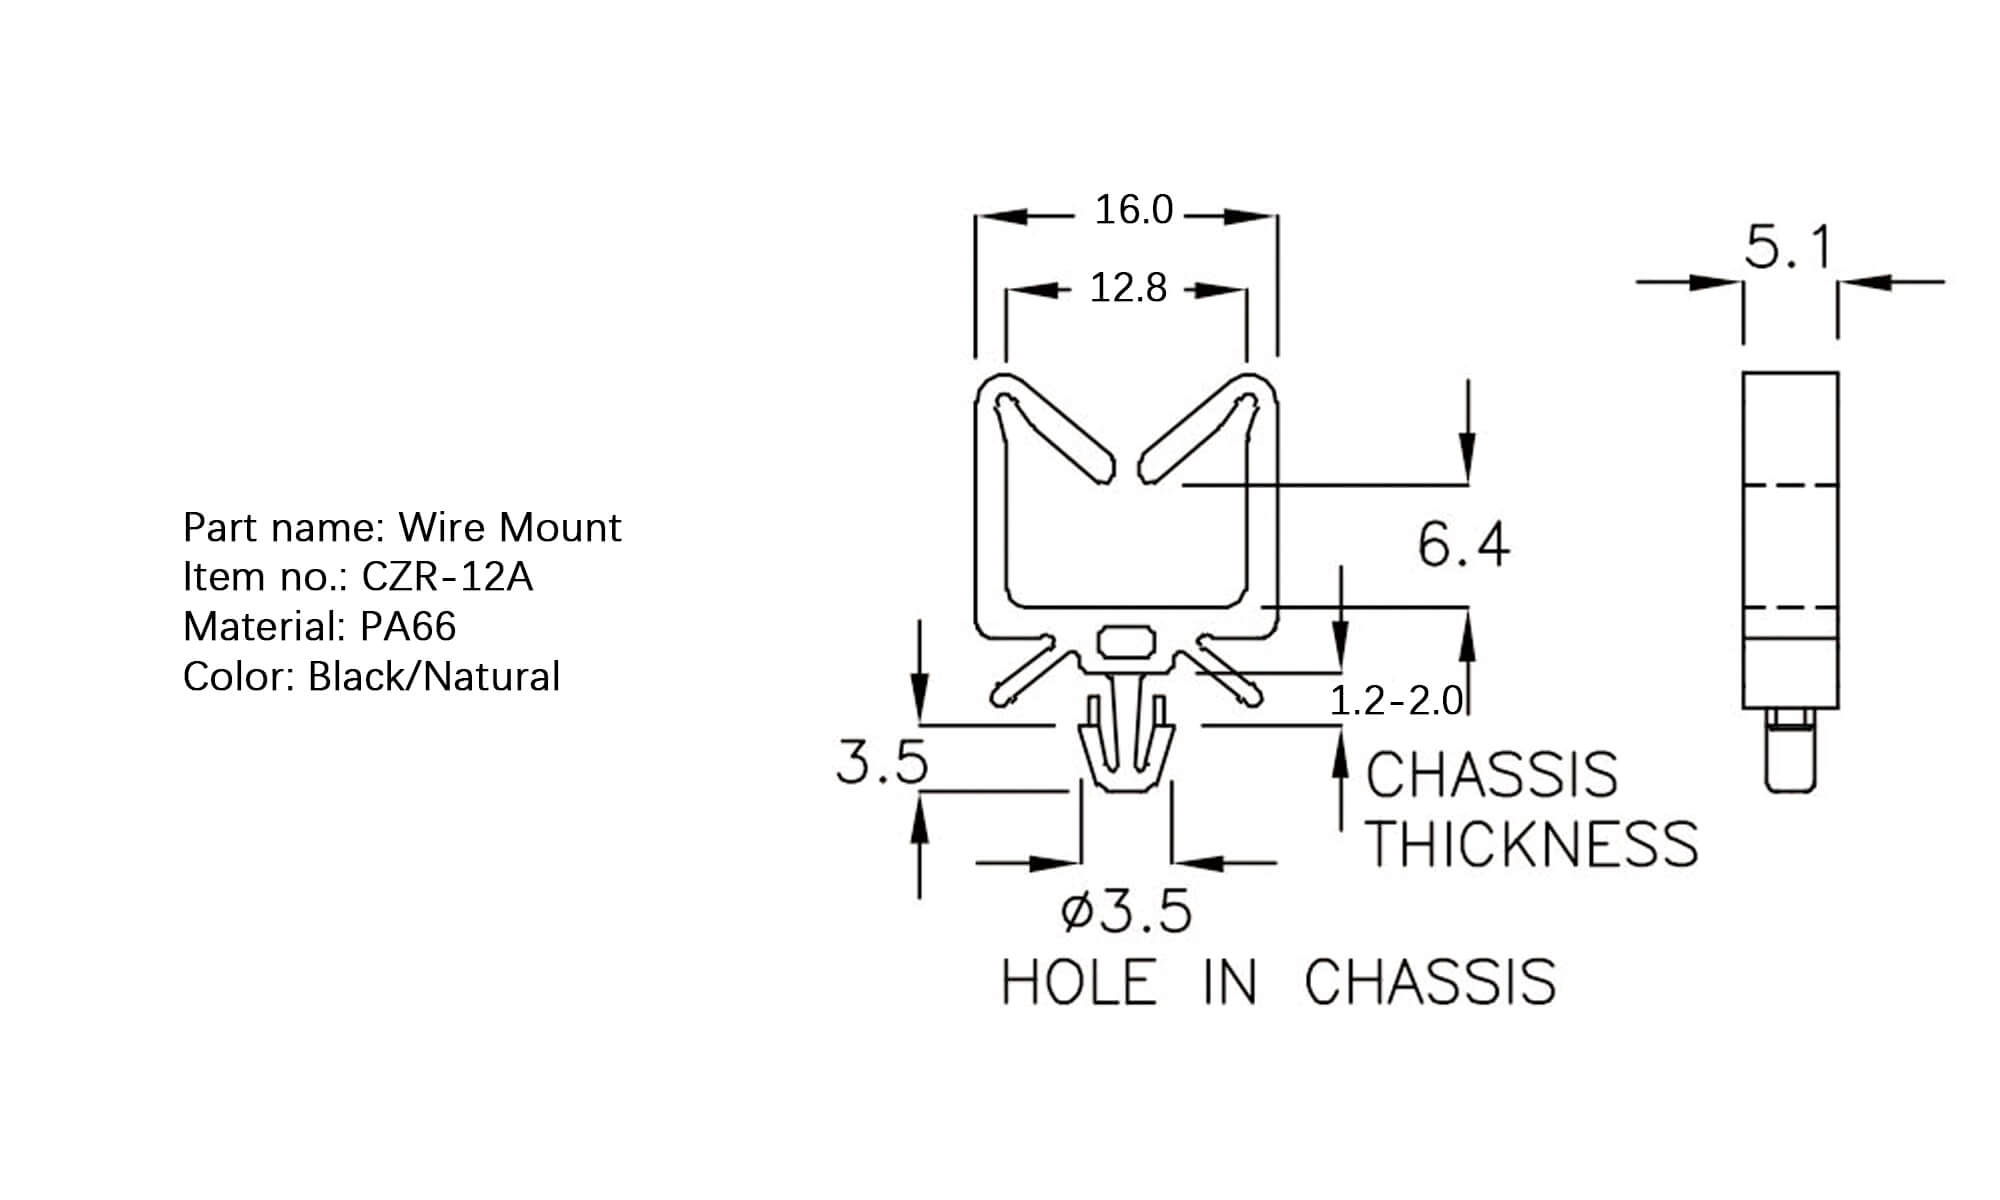 Part name: Wire Mount
Item no.: CZR-12A
Material: PA66
Color: Black/Natural
16.0
12.8
5.1
6.4
1.2-2.0
3.5
CHASSIS
THICKNESS
ø3.5
HOLE IN CHASSIS